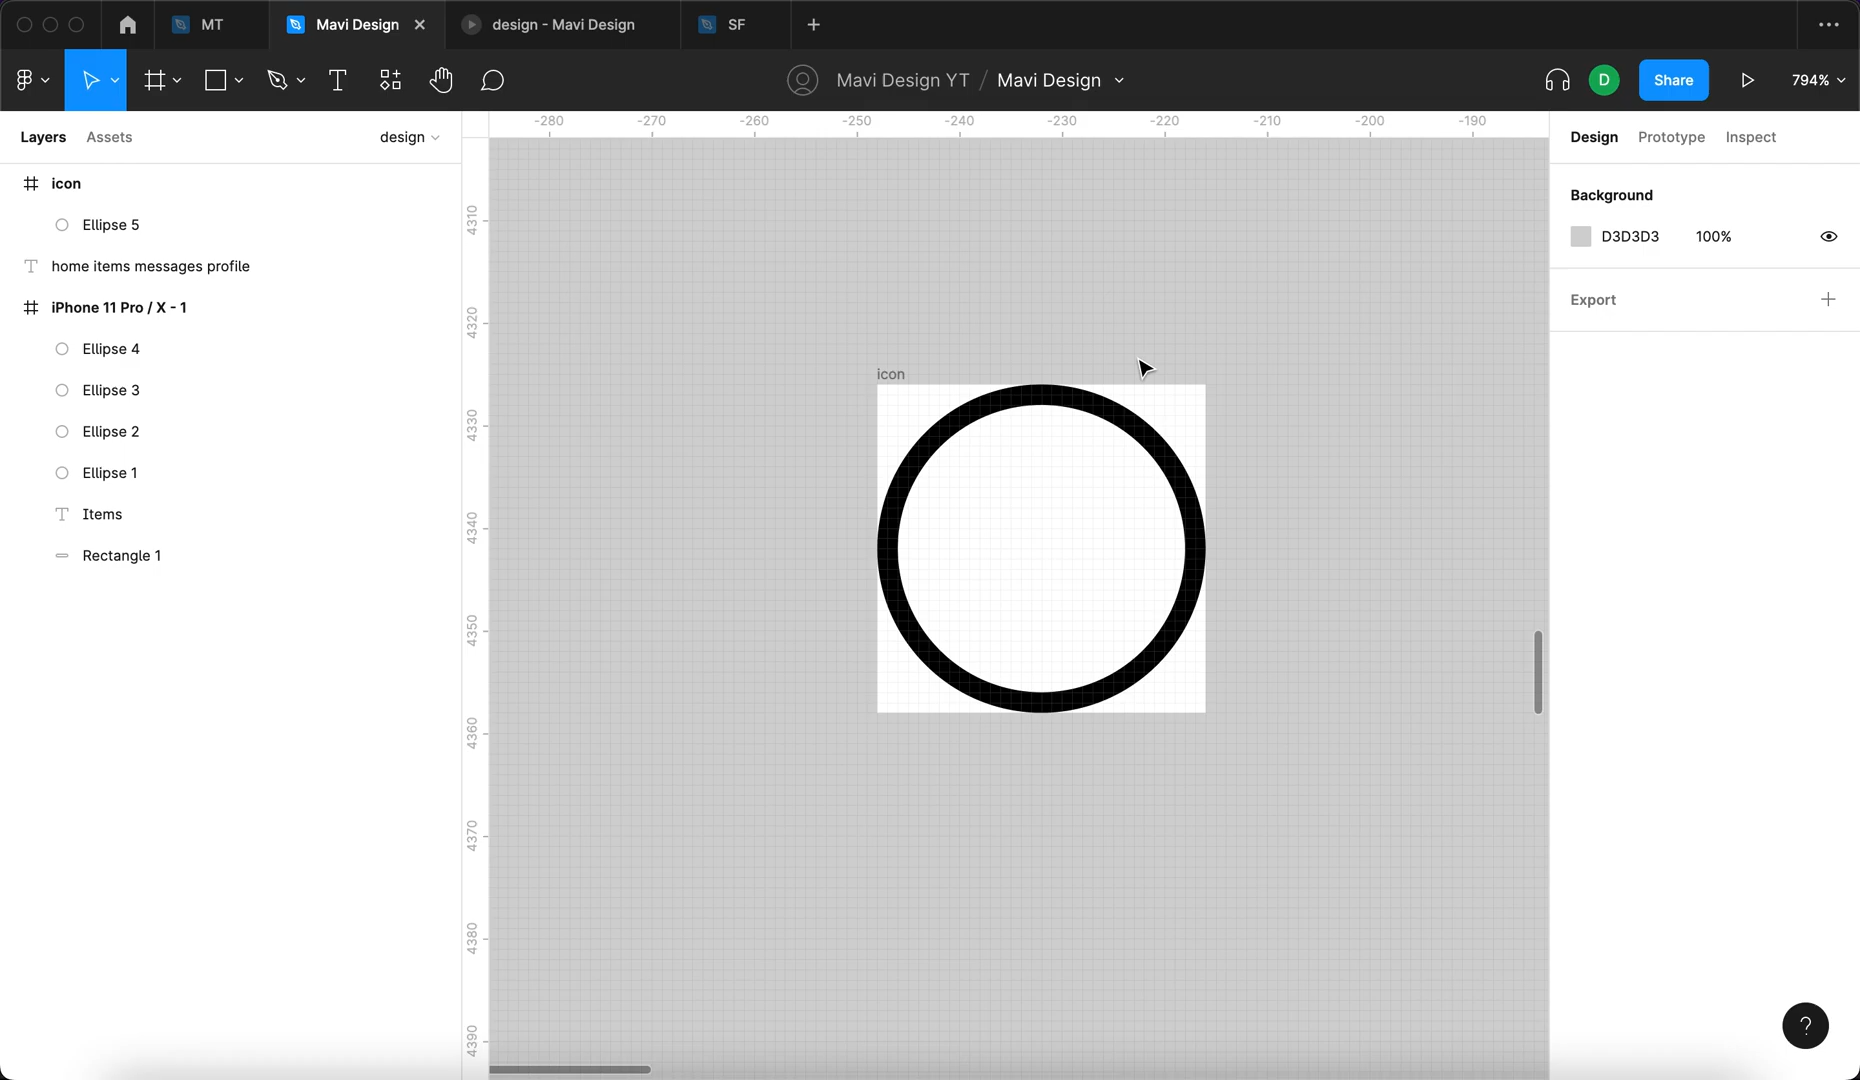 MT
Mavi Design
design - Mavi Design
SF
Mavi Design YT / Mavi Design
D
Share
794%
Layers
Assets
design
icon
Ellipse 5
home items messages profile
iPhone 11 Pro / X - 1
Ellipse 4
Ellipse 3
Ellipse 2
Ellipse 1
Items
Rectangle 1
-280
-270
-260
-250
-240
-230
-220
-210
-200
-190
4310
4320
4330
4340
4350
4360
4370
4380
4390
icon
Design
Prototype
Inspect
Background
D3D3D3
100%
Export
?